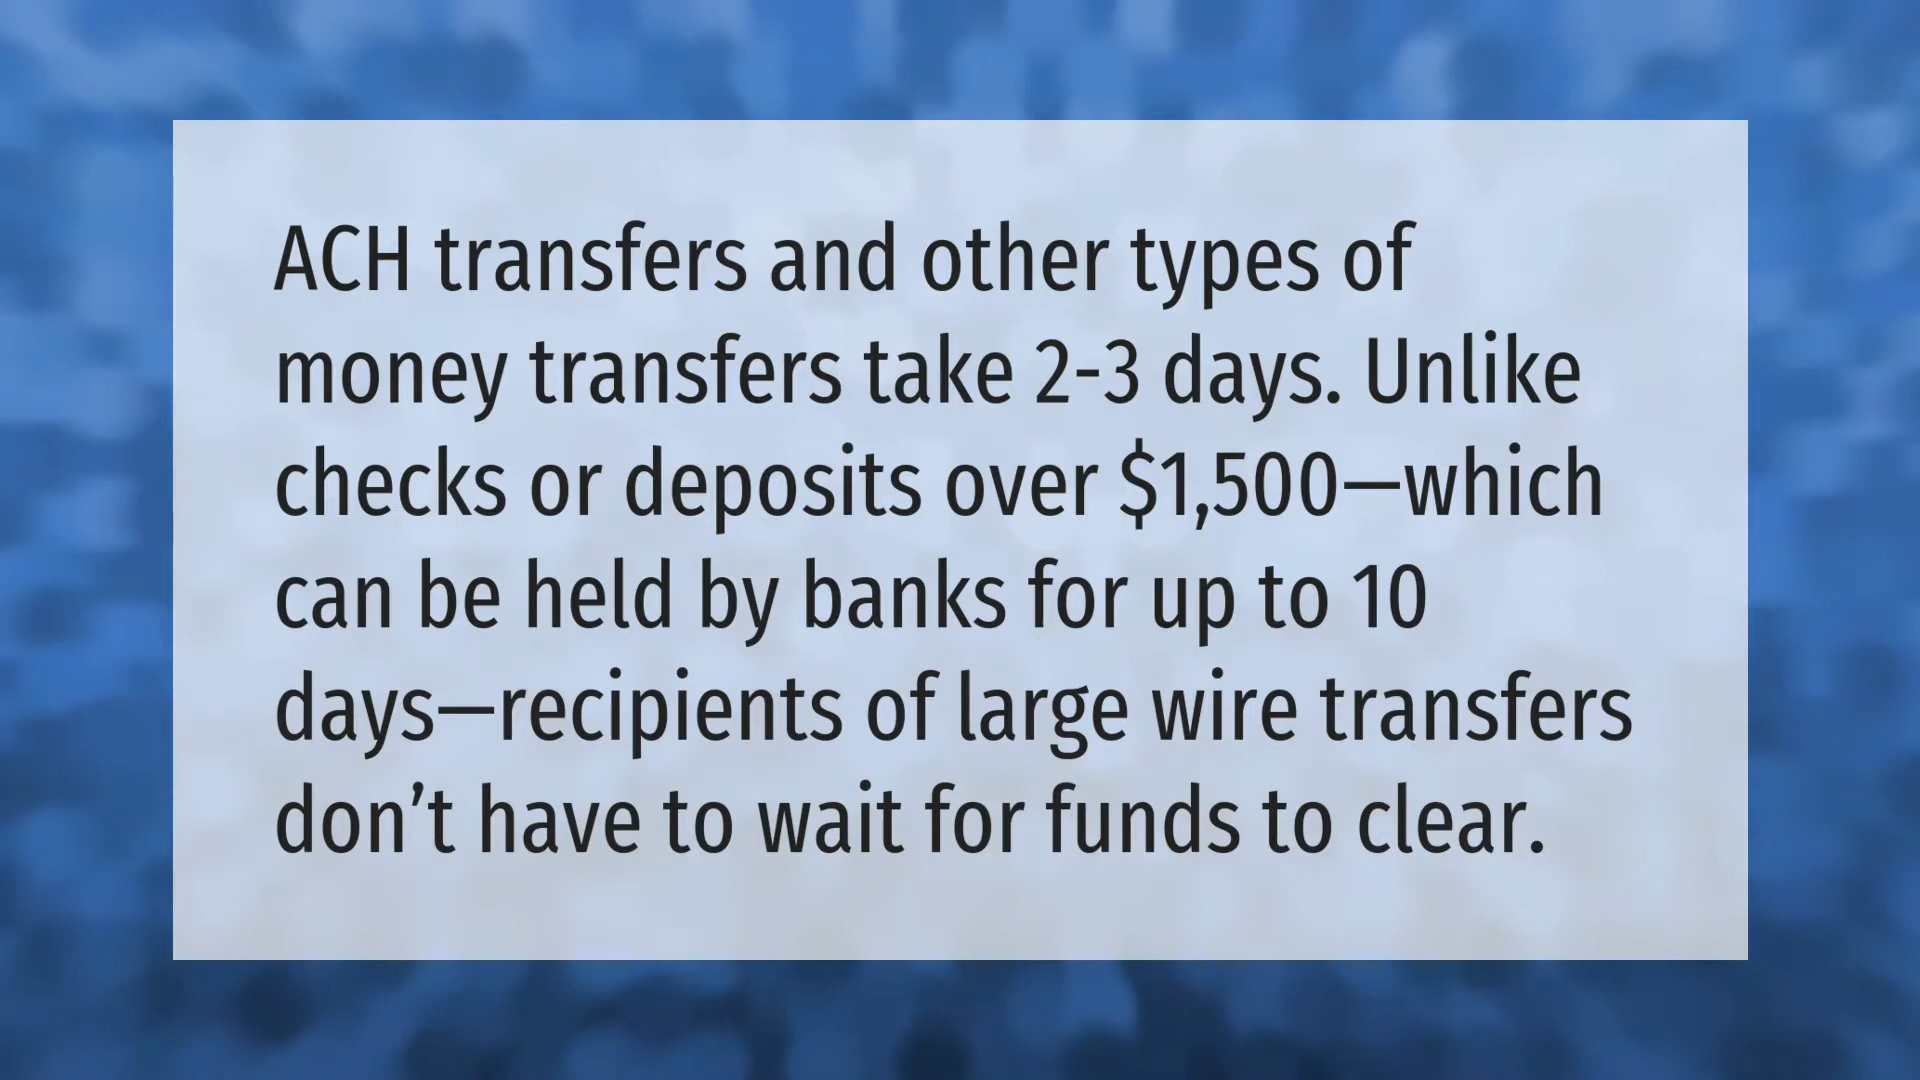 ACH transfers and other types of
money transfers take 2-3 days. Unlike
checks or deposits over $1,500—which
can be held by banks for up to 10
days—recipients of large wire transfers
don’t have to wait for funds to clear.